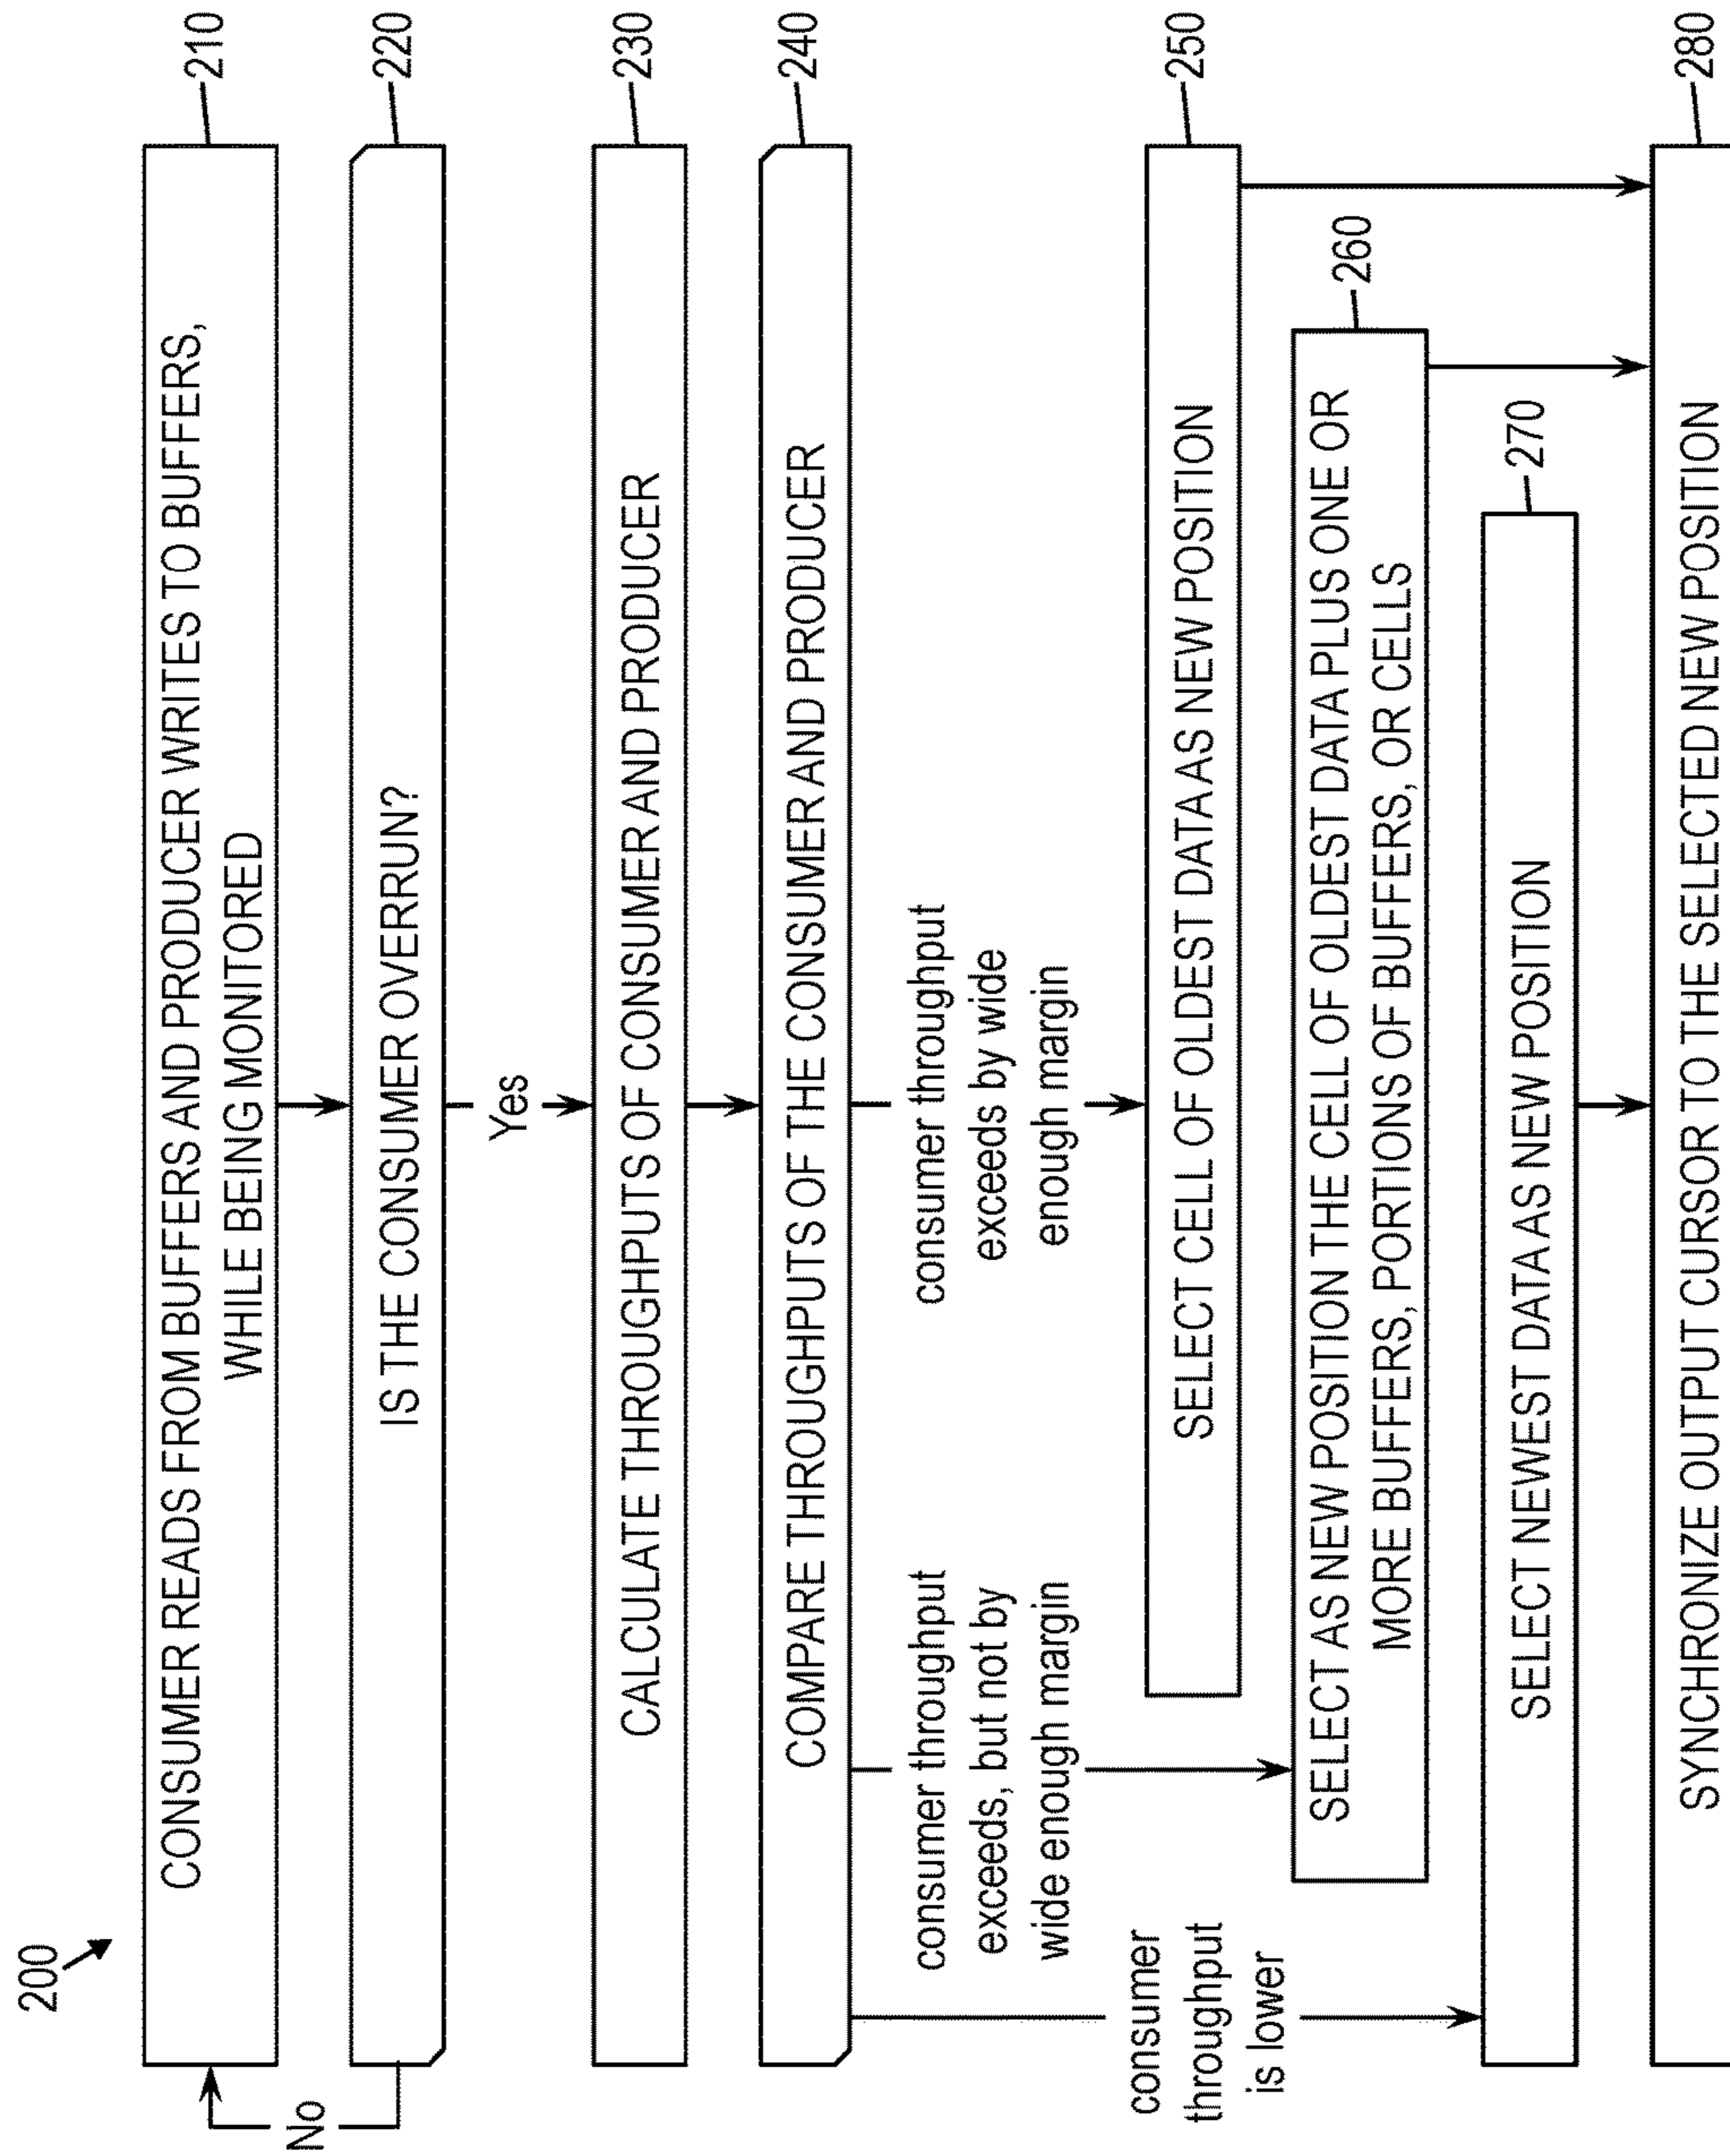 200
CONSUMER READS FROM BUFFERS AND PRODUCER WRITES TO BUFFERS,
WHILE BEING MONITORED
210
No
IS THE CONSUMER OVERRUN?
220
Yes
CALCULATE THROUGHPUTS OF CONSUMER AND PRODUCER
230
COMPARE THROUGHPUTS OF THE CONSUMER AND PRODUCER
240
consumer throughput
exceeds by wide
enough margin
consumer throughput
exceeds, but not by
wide enough margin
consumer
throughput
is lower
SELECT CELL OF OLDEST DATA AS NEW POSITION
250
SELECT AS NEW POSITION THE CELL OF OLDEST DATA PLUS ONE OR
MORE BUFFERS, PORTIONS OF BUFFERS, OR CELLS
260
SELECT NEWEST DATA AS NEW POSITION
270
SYNCHRONIZE OUTPUT CURSOR TO THE SELECTED NEW POSITION
280